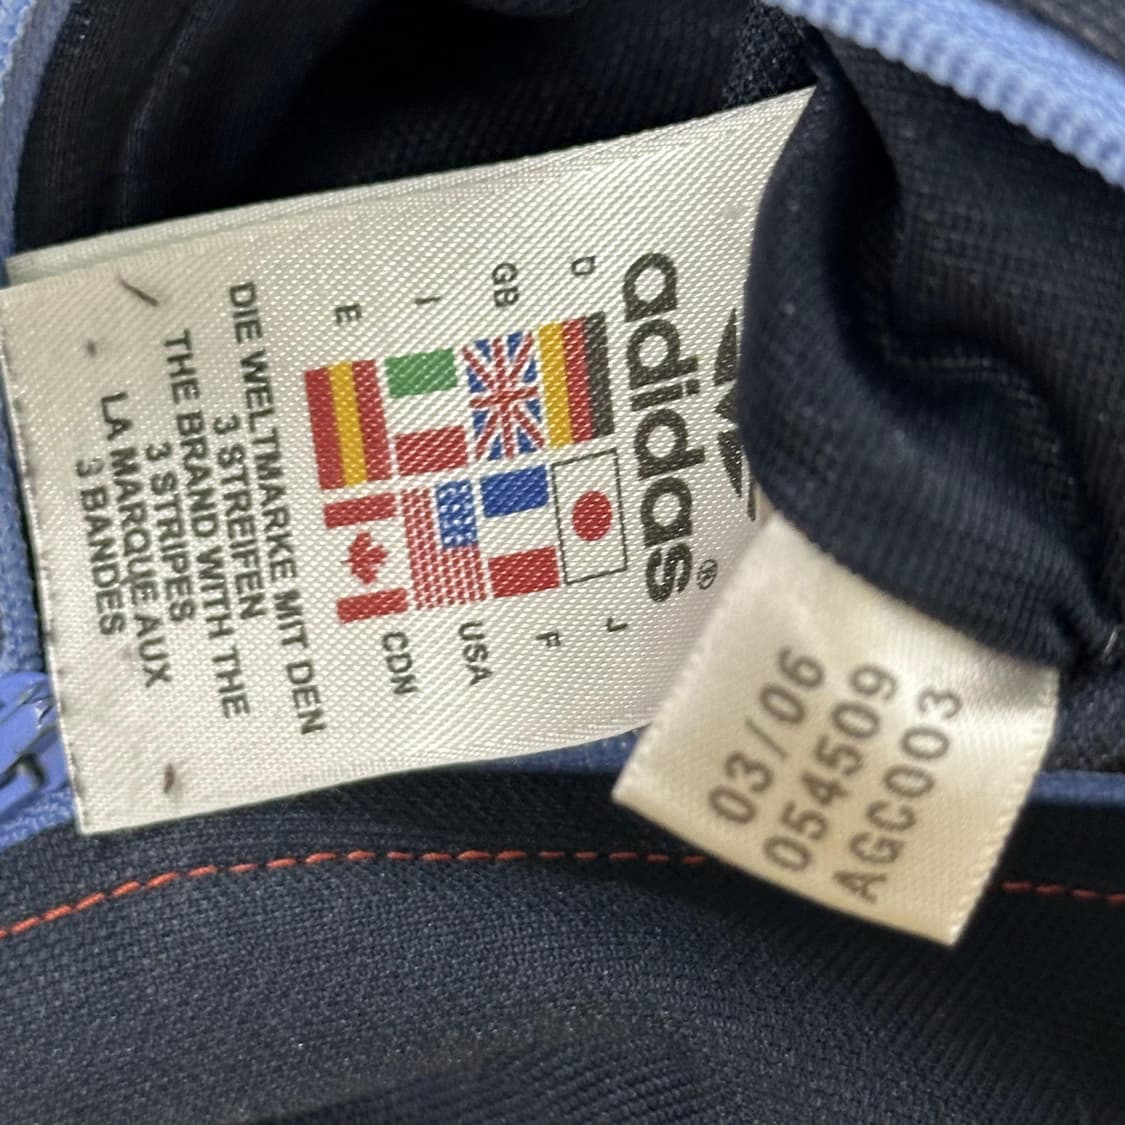 adidas®
D J
GB F
I USA
E CDN
DIE WELTMARKE MIT DEN
3 STREIFEN
THE BRAND WITH THE
3 STRIPES
LA MARQUE AUX
3 BANDES
03/06
054509
AGC003